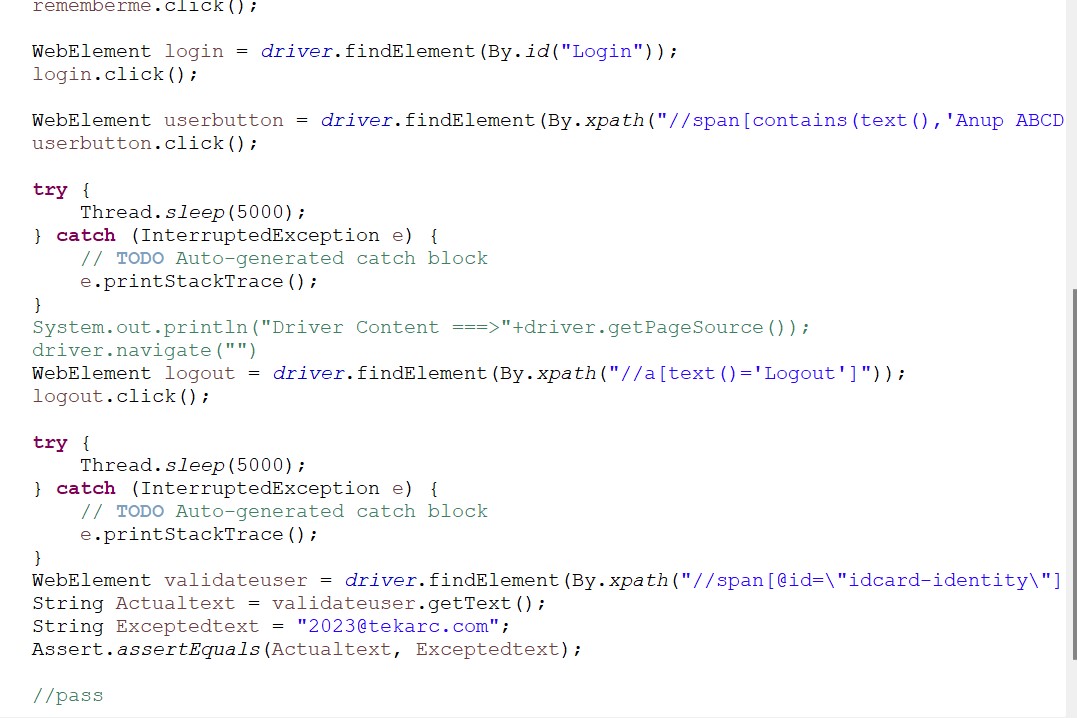 rememberme.click();
WebElement login = driver.findElement(By.id("Login"));
login.click();
WebElement userbutton = driver.findElement(By.xpath("//span[contains(text(),'Anup ABCD
userbutton.click();
try {
    Thread.sleep(5000);
} catch (InterruptedException e) {
    // TODO Auto-generated catch block
    e.printStackTrace();
}
System.out.println("Driver Content ===>"+driver.getPageSource());
driver.navigate("")
WebElement logout = driver.findElement(By.xpath("//a[text()='Logout']"));
logout.click();
try {
    Thread.sleep(5000);
} catch (InterruptedException e) {
    // TODO Auto-generated catch block
    e.printStackTrace();
}
WebElement validateuser = driver.findElement(By.xpath("//span[@id=\"idcard-identity\"]
String Actualtext = validateuser.getText();
String Exceptedtext = "2023@tekarc.com";
Assert.assertEquals(Actualtext, Exceptedtext);
//pass